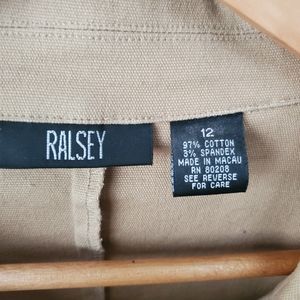 RALSEY
12
97% COTTON
3% SPANDEX
MADE IN MACAU
RN 80208
SEE REVERSE
FOR CARE